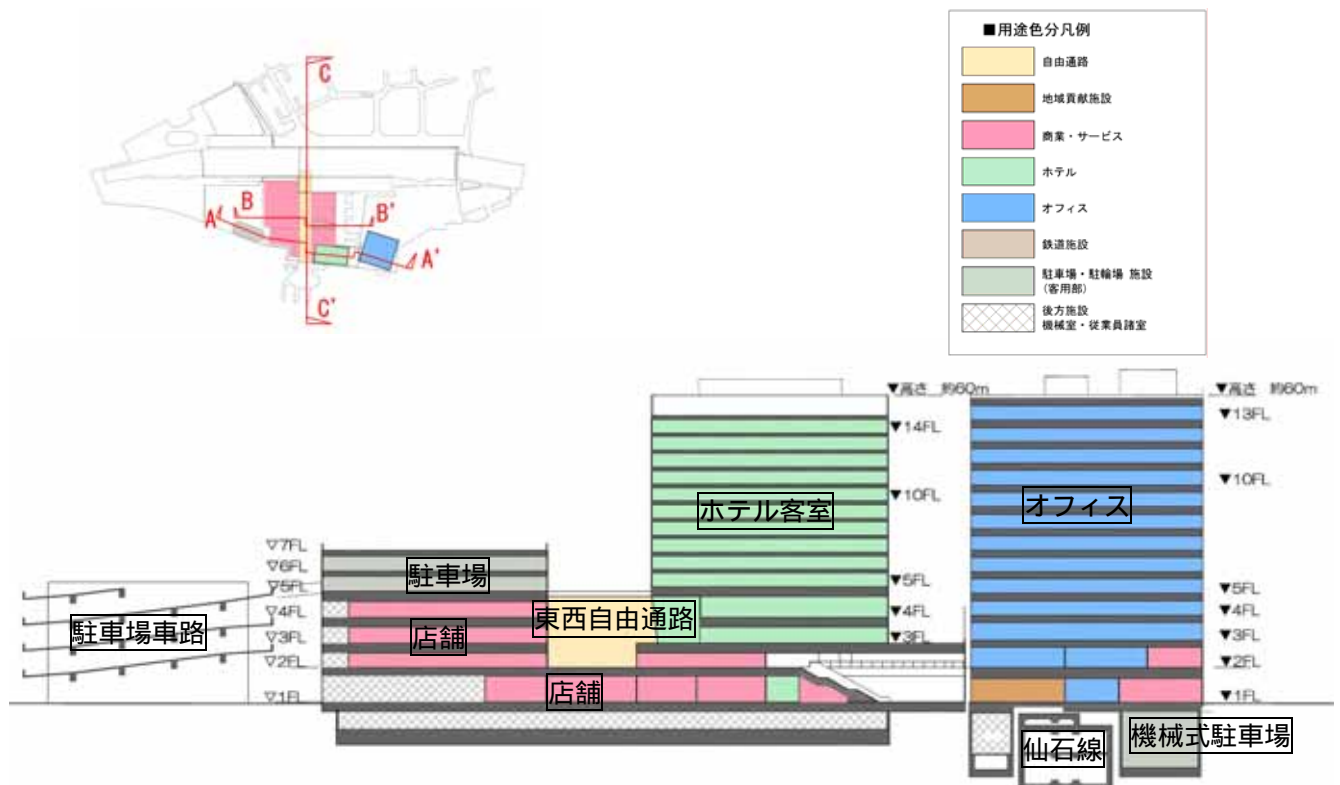 C
B
A
B'
A'
C'
■用途色分凡例
自由通路
地域貢献施設
商業・サービス
ホテル
オフィス
鉄道施設
駐車場・駐輪場 施設
(客用部)
後方施設
機械室・従業員諸室
▼高さ 約60m
▼14FL
▼10FL
▼5FL
▼4FL
▼3FL
ホテル客室
▼高さ 約60m
▼13FL
▼10FL
▼5FL
▼4FL
▼3FL
▼2FL
▼1FL
オフィス
▽7FL
▽6FL
▽5FL
▽4FL
▽3FL
▽2FL
▽1FL
駐車場
駐車場車路
店舗
東西自由通路
店舗
仙石線
機械式駐車場